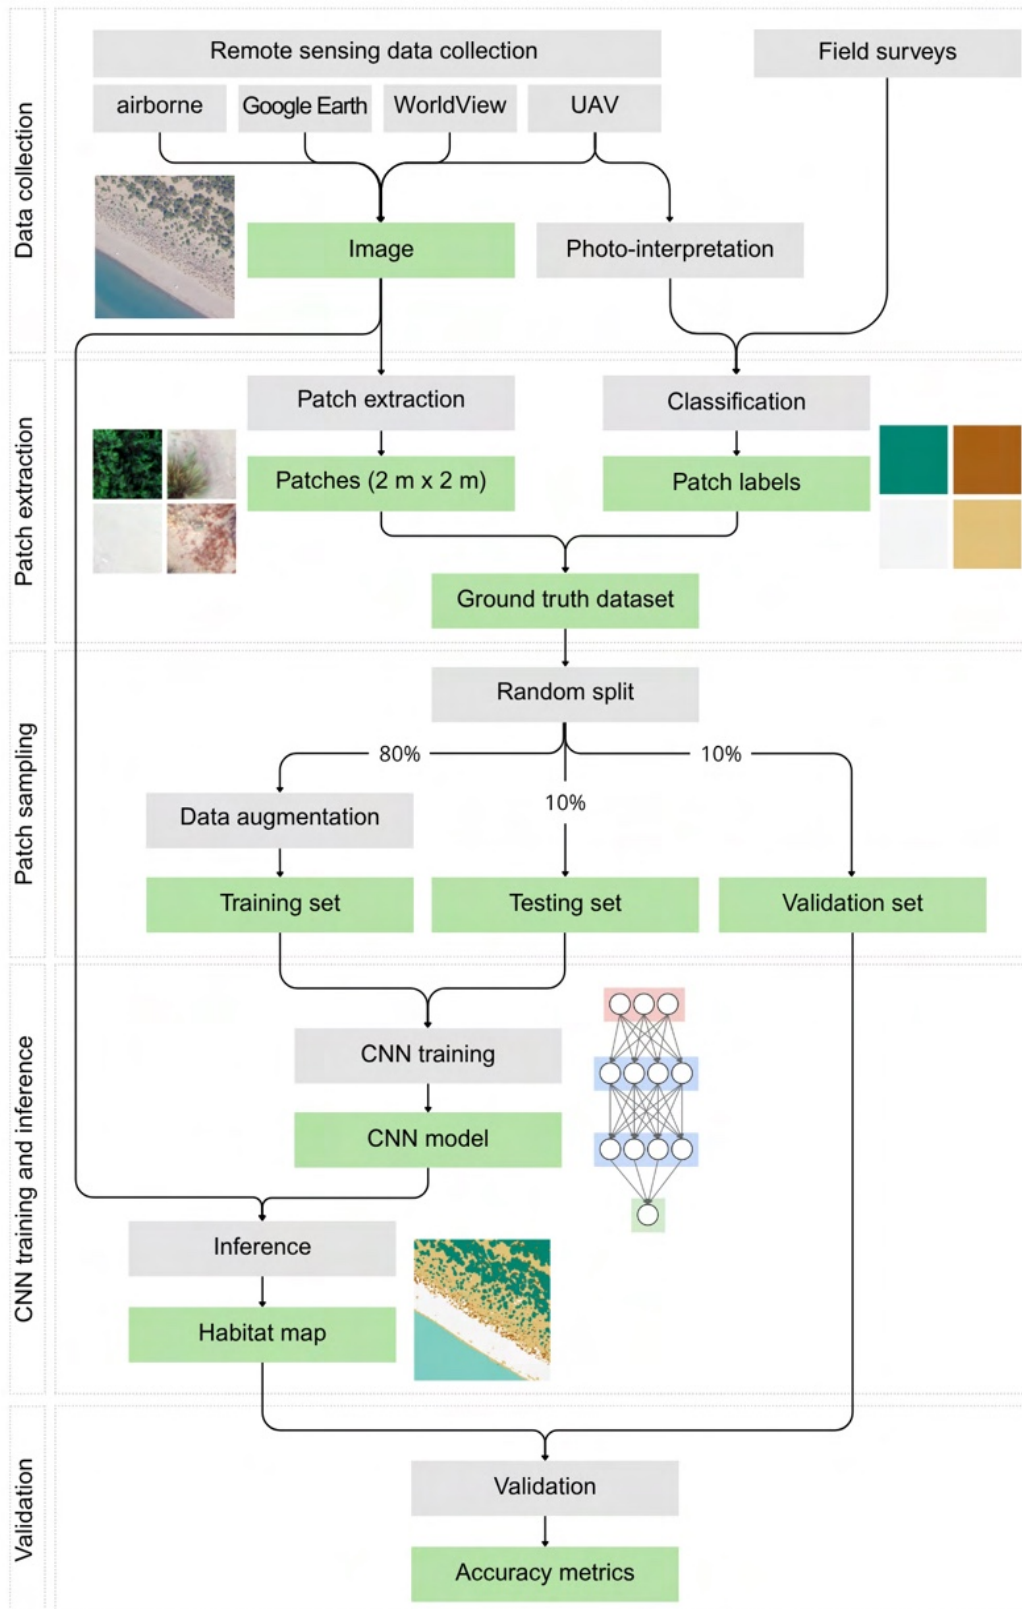 Data collection
Remote sensing data collection
Field surveys
airborne
Google Earth
WorldView
UAV
Image
Photo-interpretation
Patch extraction
Patch extraction
Classification
Patches (2 m x 2 m)
Patch labels
Ground truth dataset
Patch sampling
Random split
80%
10%
10%
Data augmentation
Training set
Testing set
Validation set
CNN training and inference
CNN training
CNN model
Inference
Habitat map
Validation
Validation
Accuracy metrics